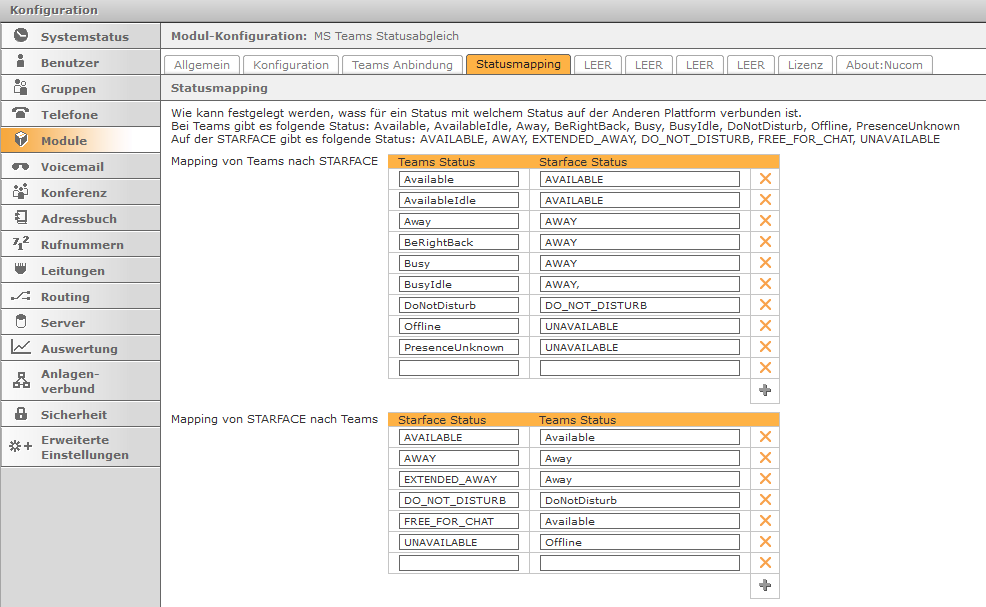 Konfiguration
Systemstatus
Benutzer
Gruppen
Telefone
Module
Voicemail
Konferenz
Adressbuch
Rufnummern
Leitungen
Routing
Server
Auswertung
Anlagen-
verbund
Sicherheit
Erweiterte
Einstellungen
Modul-Konfiguration: MS Teams Statusabgleich
Allgemein Konfiguration Teams Anbindung Statusmapping LEER LEER LEER LEER Lizenz About:Nucom
Statusmapping
Wie kann festgelegt werden, wass für ein Status mit welchem Status auf der Anderen Plattform verbunden ist.
Bei Teams gibt es folgende Status: Available, AvailableIdle, Away, BeRightBack, Busy, BusyIdle, DoNotDisturb, Offline, PresenceUnknown
Auf der STARFACE gibt es folgende Status: AVAILABLE, AWAY, EXTENDED_AWAY, DO_NOT_DISTURB, FREE_FOR_CHAT, UNAVAILABLE
Mapping von Teams nach STARFACE
Teams Status Starface Status
Available AVAILABLE
AvailableIdle AVAILABLE
Away AWAY
BeRightBack AWAY
Busy AWAY
BusyIdle AWAY,
DoNotDisturb DO_NOT_DISTURB
Offline UNAVAILABLE
PresenceUnknown UNAVAILABLE
Mapping von STARFACE nach Teams
Starface Status Teams Status
AVAILABLE Available
AWAY Away
EXTENDED_AWAY Away
DO_NOT_DISTURB DoNotDisturb
FREE_FOR_CHAT Available
UNAVAILABLE Offline